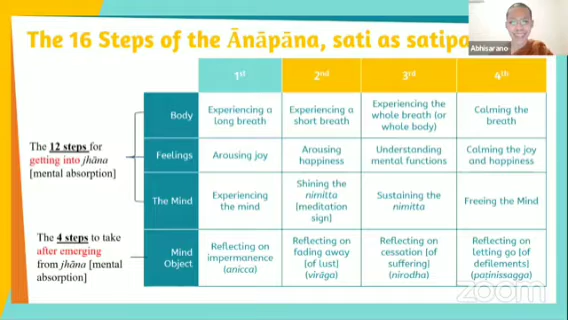 The 16 Steps of the Ānāpāna, sati as satipa
Abhisarano
1st
2nd
3rd
4th
Body
Experiencing a
long breath
Experiencing a
short breath
Experiencing the
whole breath (or
whole body)
Calming the
breath
The 12 steps for
getting into jhāna
[mental absorption]
Feelings
Arousing joy
Arousing
happiness
Understanding
mental functions
Calming the joy
and happiness
The Mind
Experiencing
the mind
Shining the
nimitta
[meditation
sign]
Sustaining the
nimitta
Freeing the Mind
The 4 steps to take
after emerging
from jhāna [mental
absorption]
Mind
Object
Reflecting on
impermanence
(anicca)
Reflecting on
fading away
[of lust]
(virāga)
Reflecting on
cessation [of
suffering]
(nirodha)
Reflecting on
letting go [of
defilements]
(paṭinissagga)
zoom